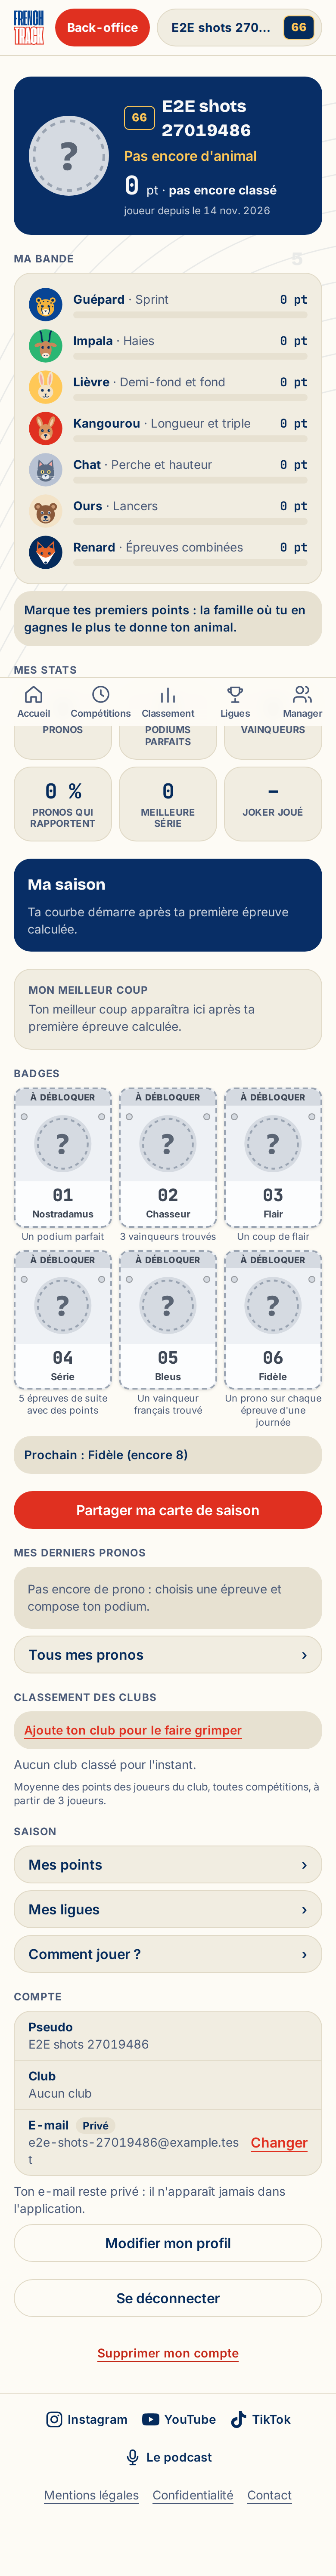 FRENCH
TRACK
Back-office
E2E shots 270... 66
66 E2E shots
27019486
?
Pas encore d'animal
0 pt · pas encore classé
joueur depuis le 14 nov. 2026
MA BANDE
5
Guépard · Sprint 0 pt
Impala · Haies 0 pt
Lièvre · Demi-fond et fond 0 pt
Kangourou · Longueur et triple 0 pt
Chat · Perche et hauteur 0 pt
Ours · Lancers 0 pt
Renard · Épreuves combinées 0 pt
Marque tes premiers points : la famille où tu en
gagnes le plus te donne ton animal.
MES STATS
Accueil Compétitions Classement Ligues Manager
PRONOS PODIUMS VAINQUEURS
PARFAITS
0 % 0 –
PRONOS QUI MEILLEURE JOKER JOUÉ
RAPPORTENT SÉRIE
Ma saison
Ta courbe démarre après ta première épreuve
calculée.
MON MEILLEUR COUP
Ton meilleur coup apparaîtra ici après ta
première épreuve calculée.
BADGES
À DÉBLOQUER À DÉBLOQUER À DÉBLOQUER
? ? ?
01 02 03
Nostradamus Chasseur Flair
Un podium parfait 3 vainqueurs trouvés Un coup de flair
À DÉBLOQUER À DÉBLOQUER À DÉBLOQUER
? ? ?
04 05 06
Série Bleus Fidèle
5 épreuves de suite Un vainqueur Un prono sur chaque
avec des points français trouvé épreuve d'une
journée
Prochain : Fidèle (encore 8)
Partager ma carte de saison
MES DERNIERS PRONOS
Pas encore de prono : choisis une épreuve et
compose ton podium.
Tous mes pronos ›
CLASSEMENT DES CLUBS
Ajoute ton club pour le faire grimper
Aucun club classé pour l'instant.
Moyenne des points des joueurs du club, toutes compétitions, à
partir de 3 joueurs.
SAISON
Mes points ›
Mes ligues ›
Comment jouer ? ›
COMPTE
Pseudo
E2E shots 27019486
Club
Aucun club
E-mail Privé
e2e-shots-27019486@example.tes Changer
t
Ton e-mail reste privé : il n'apparaît jamais dans
l'application.
Modifier mon profil
Se déconnecter
Supprimer mon compte
Instagram YouTube TikTok
Le podcast
Mentions légales Confidentialité Contact